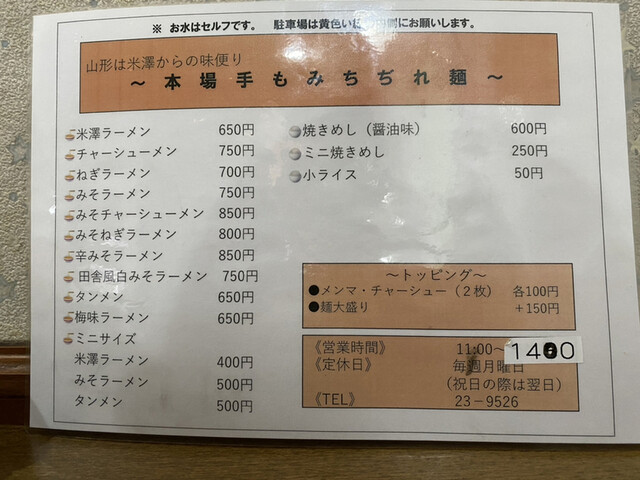 ※ お水はセルフです。 駐車場は黄色い にお願いします。
山形は米澤からの味便り
～本場手もみちぢれ麺～
米澤ラーメン 650円
チャーシューメン 750円
ねぎラーメン 700円
みそラーメン 750円
みそチャーシューメン 850円
みそねぎラーメン 800円
辛みそラーメン 850円
田舎風白みそラーメン 750円
タンメン 650円
梅味ラーメン 650円
ミニサイズ
米澤ラーメン 400円
みそラーメン 500円
タンメン 500円
焼きめし（醤油味） 600円
ミニ焼きめし 250円
小ライス 50円
～トッピング～
●メンマ・チャーシュー（２枚） 各100円
●麺大盛り ＋150円
《営業時間》 11:00～1400
《定休日》 毎週月曜日
（祝日の際は翌日）
《TEL》 23－9526